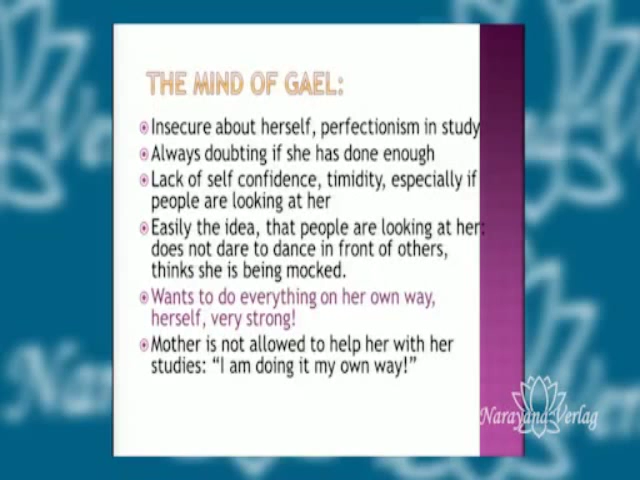 THE MIND OF GAEL:
Insecure about herself, perfectionism in study
Always doubting if she has done enough
Lack of self confidence, timidity, especially if
people are looking at her
Easily the idea, that people are looking at her:
does not dare to dance in front of others,
thinks she is being mocked.
Wants to do everything on her own way,
herself, very strong!
Mother is not allowed to help her with her
studies: “I am doing it my own way!”
Narayana Verlag